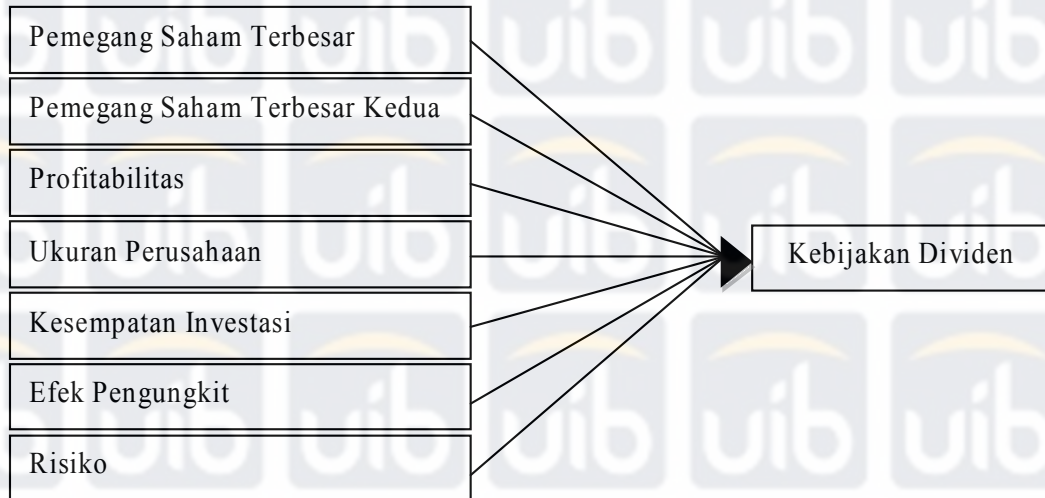 Pemegang Saham Terbesar
Pemegang Saham Terbesar Kedua
Profitabilitas
Ukuran Perusahaan
Kesempatan Investasi
Efek Pengungkit
Risiko
Kebijakan Dividen